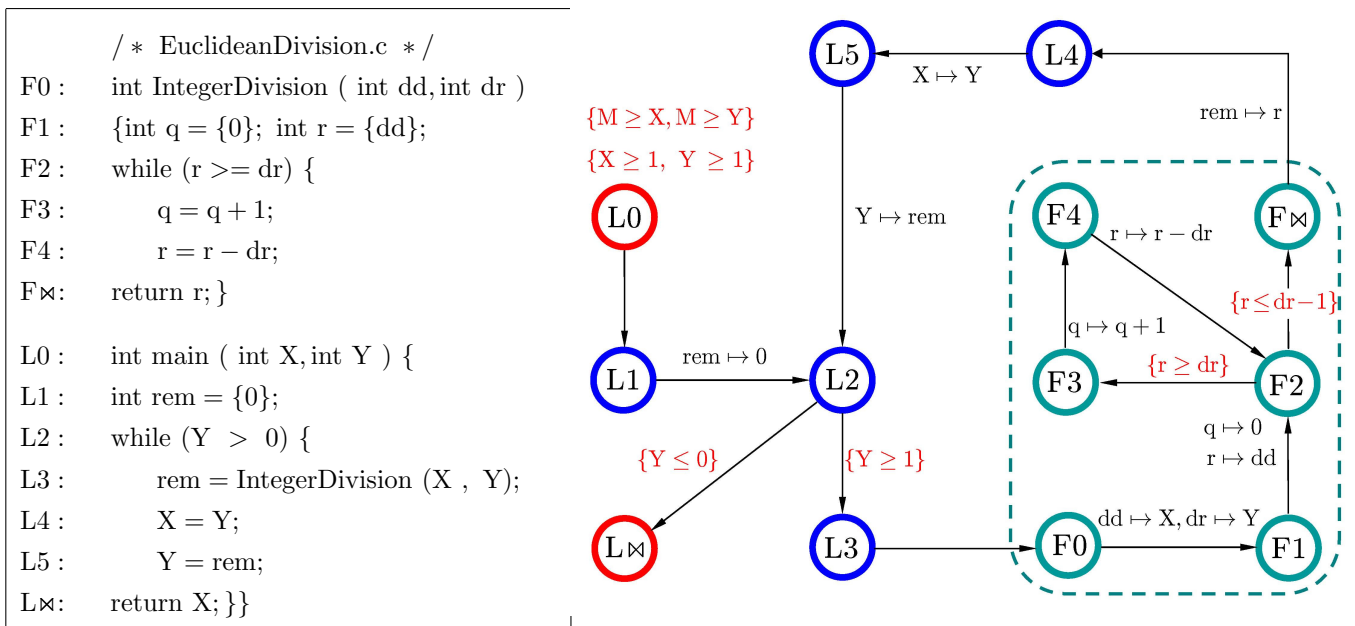 / * EuclideanDivision.c * /
F0 : int IntegerDivision ( int dd, int dr )
F1 : {int q = {0}; int r = {dd};
F2 : while (r >= dr) {
F3 : q = q + 1;
F4 : r = r − dr;
F⋈: return r; }
L0 : int main ( int X, int Y ) {
L1 : int rem = {0};
L2 : while (Y > 0) {
L3 : rem = IntegerDivision (X , Y);
L4 : X = Y;
L5 : Y = rem;
L⋈: return X; }}
L5
L4
X ↦ Y
{M ≥ X, M ≥ Y}
{X ≥ 1, Y ≥ 1}
rem ↦ r
L0
Y ↦ rem
F4
F⋈
r ↦ r − dr
{r ≤ dr − 1}
q ↦ q + 1
L1
rem ↦ 0
L2
F3
{r ≥ dr}
F2
q ↦ 0
r ↦ dd
{Y ≤ 0}
{Y ≥ 1}
L⋈
L3
F0
dd ↦ X, dr ↦ Y
F1